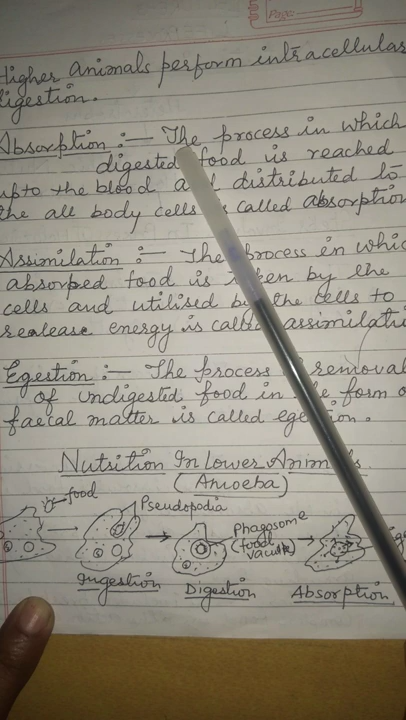 Page:
Higher animals perform intracellular
digestion.
Absorption :— The process in which
digested food is reached
upto the blood and distributed to
the all body cells is called absorption
Assimilation :— The process in which
absorbed food is taken by the
cells and utilised by the cells to
realease energy is called assimilati
Egestion :— The process removal
of undigested food in the form o
faecal matter is called egestion.
Nutrition In Lower Animals.
(Amoeba)
food
Pseudopodia
Phagosome
(food
vacuole)
Ingestion
Digestion
Absorption